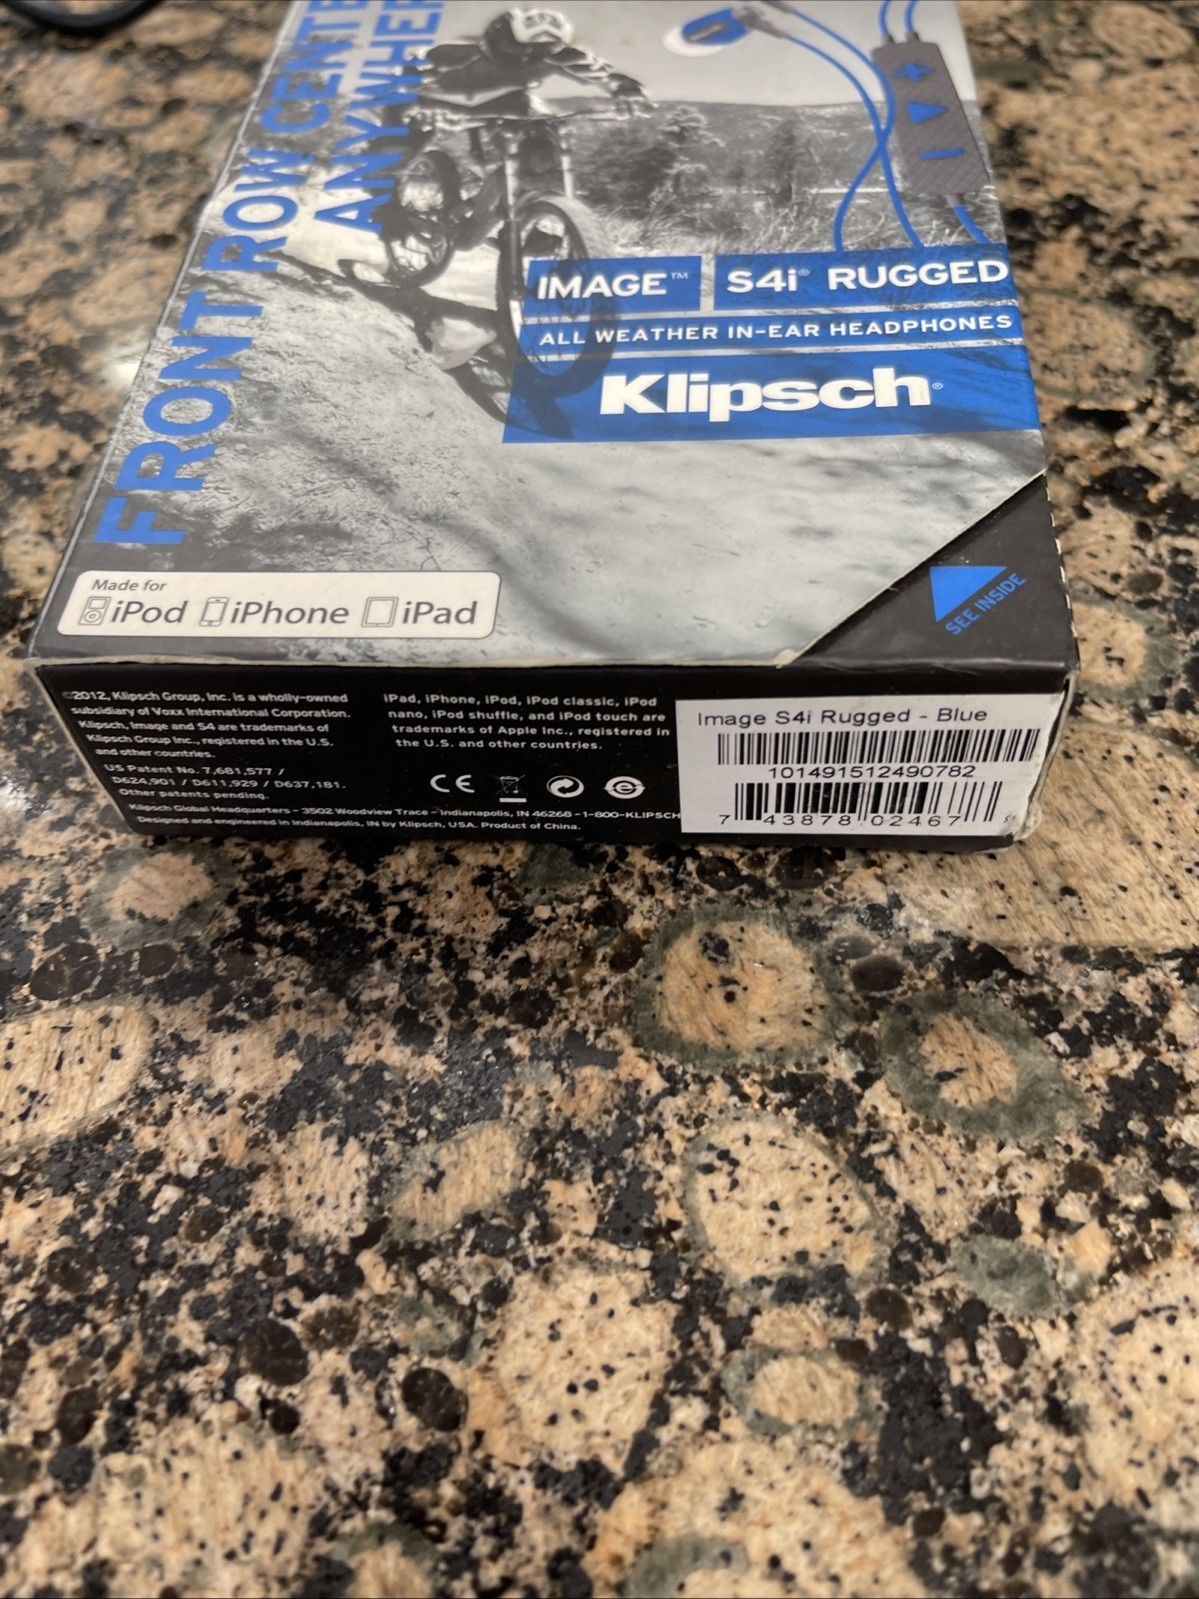 FRONT ROW CENTE
ANYWHER
IMAGE™ S4i® RUGGED
ALL WEATHER IN-EAR HEADPHONES
Klipsch®
SEE INSIDE
Made for
iPod iPhone iPad
©2012, Klipsch Group, Inc. is a wholly-owned
subsidiary of Voxx International Corporation.
Klipsch, Image and S4 are trademarks of
Klipsch Group Inc., registered in the U.S.
and other countries.
US Patent No. 7,681,577 /
D624,901 / D611,929 / D637,181.
Other patents pending.
iPad, iPhone, iPod, iPod classic, iPod
nano, iPod shuffle, and iPod touch are
trademarks of Apple Inc., registered in
the U.S. and other countries.
CE
Klipsch Global Headquarters - 3502 Woodview Trace - Indianapolis, IN 46268 - 1-800-KLIPSCH
Designed and engineered in Indianapolis, IN by Klipsch, USA. Product of China.
Image S4i Rugged - Blue
101491512490782
7 43878 02467